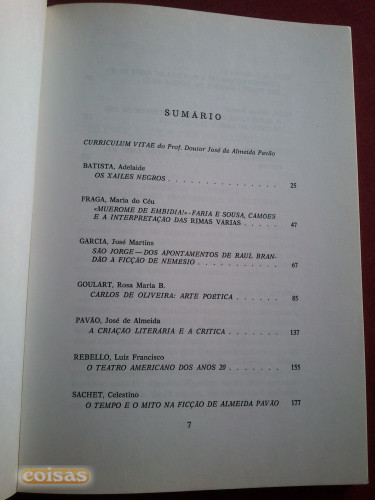 SUMÁRIO
CURRICULUM VITAE do Prof. Doutor José de Almeida Pavão
BATISTA, Adelaide
OS XAILES NEGROS . . . . . . . . . . . . . . . 25
FRAGA, Maria do Céu
«MUEROME DE EMBIDIA!»-FARIA E SOUSA, CAMÕES
E A INTERPRETAÇÃO DAS RIMAS VARIAS . . . . . 47
GARCIA, José Martins
SÃO JORGE — DOS APONTAMENTOS DE RAUL BRAN-
DÃO A FICÇÃO DE NEMESIO . . . . . . . . . . 67
GOULART, Rosa Maria B.
CARLOS DE OLIVEIRA: ARTE POETICA . . . . . . 85
PAVÃO, José de Almeida
A CRIAÇÃO LITERARIA E A CRITICA . . . . . . 137
REBELLO, Luiz Francisco
O TEATRO AMERICANO DOS ANOS 20 . . . . . . . 155
SACHET, Celestino
O TEMPO E O MITO NA FICÇÃO DE ALMEIDA PAVÃO 177
7
coisas